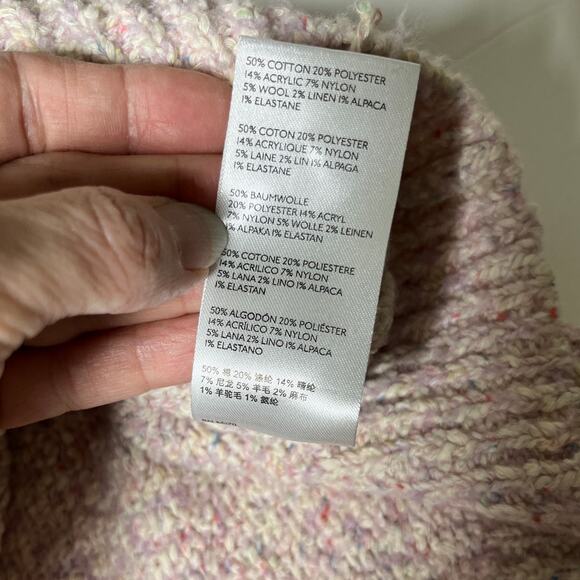 50% COTTON 20% POLYESTER
14% ACRYLIC 7% NYLON
5% WOOL 2% LINEN 1% ALPACA
1% ELASTANE
50% COTON 20% POLYESTER
14% ACRYLIQUE 7% NYLON
5% LAINE 2% LIN 1% ALPAGA
1% ELASTANE
50% BAUMWOLLE
20% POLYESTER 14% ACRYL
7% NYLON 5% WOLLE 2% LEINEN
1% ALPAKA 1% ELASTAN
50% COTONE 20% POLIESTERE
14% ACRILICO 7% NYLON
5% LANA 2% LINO 1% ALPACA
1% ELASTAN
50% ALGODÓN 20% POLIÉSTER
14% ACRÍLICO 7% NYLON
5% LANA 2% LINO 1% ALPACA
1% ELASTANO
50% 棉 20% 涤纶 14% 腈纶
7% 尼龙 5% 羊毛 2% 麻布
1% 羊驼毛 1% 氨纶